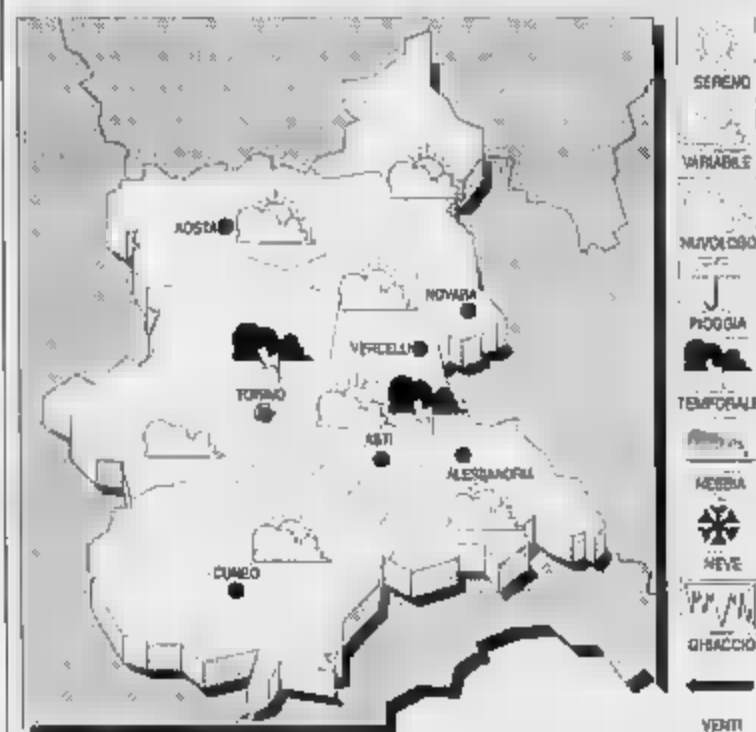 SERENO
VARIABILE
NUVOLOSO
PIOGGIA
TEMPORALE
NEBBIA
NEVE
GHIACCIO
VENTI
AOSTA
NOVARA
VERCELLI
TORINO
ASTI
ALESSANDRIA
CUNEO